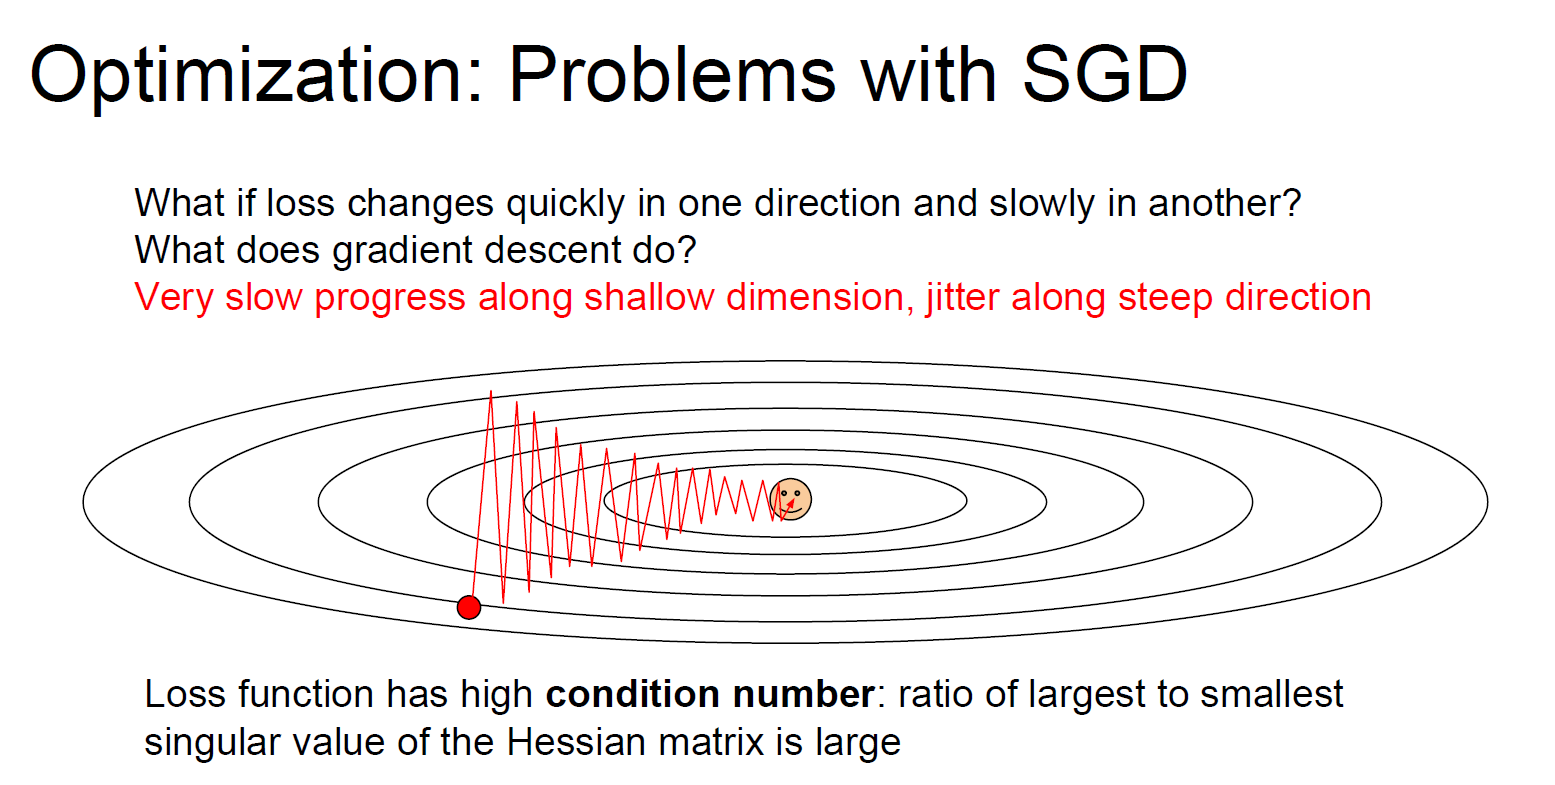 Optimization: Problems with SGD
What if loss changes quickly in one direction and slowly in another?
What does gradient descent do?
Very slow progress along shallow dimension, jitter along steep direction
Loss function has high condition number: ratio of largest to smallest
singular value of the Hessian matrix is large